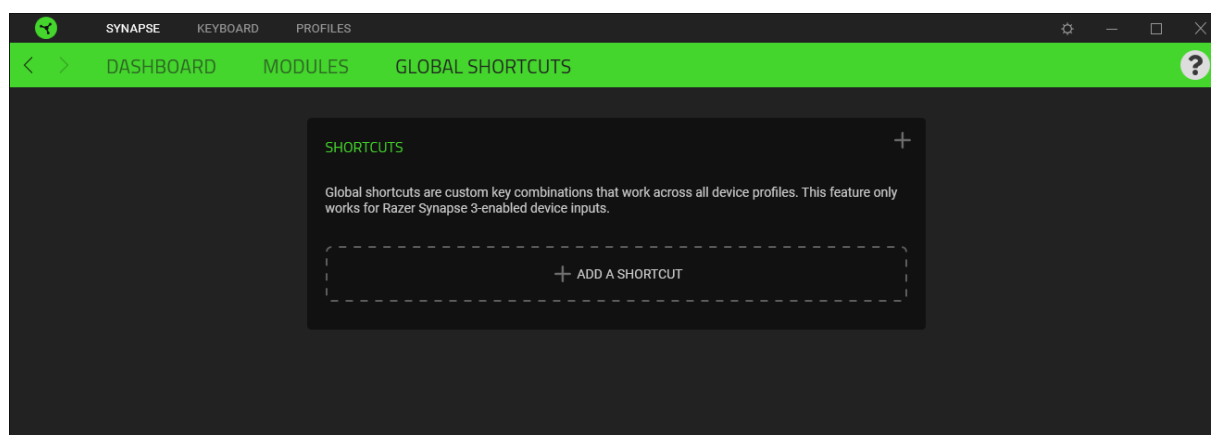 SYNAPSE KEYBOARD PROFILES
DASHBOARD MODULES GLOBAL SHORTCUTS
?
SHORTCUTS
Global shortcuts are custom key combinations that work across all device profiles. This feature only
works for Razer Synapse 3-enabled device inputs.
ADD A SHORTCUT